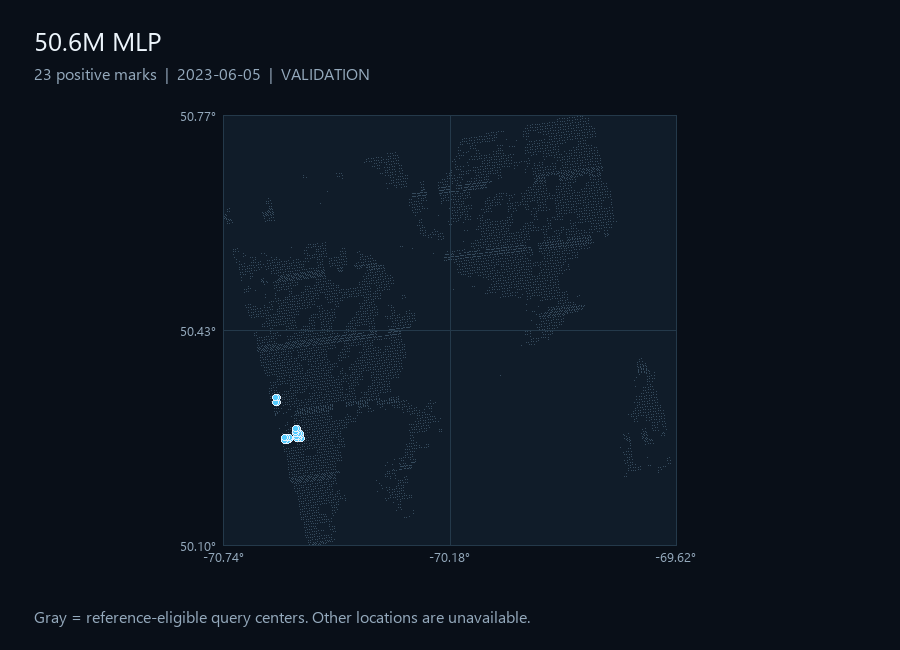 50.6M MLP
23 positive marks | 2023-06-05 | VALIDATION
50.77°
50.43°
50.10°
-70.74°
-70.18°
-69.62°
Gray = reference-eligible query centers. Other locations are unavailable.